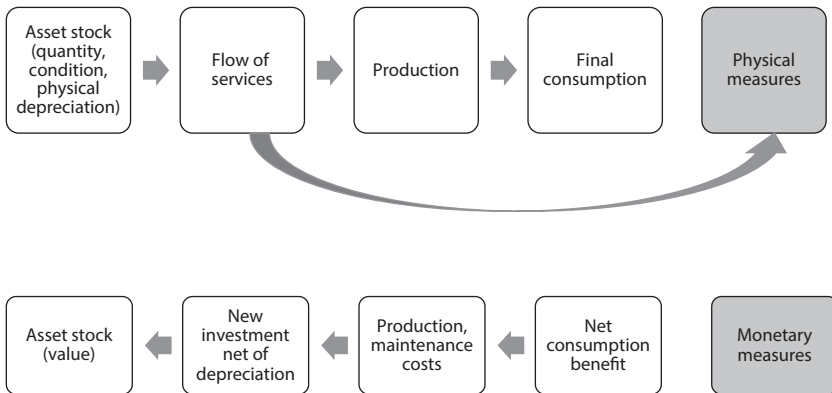 Asset stock
(quantity,
condition,
physical
depreciation)
Flow of
services
Production
Final
consumption
Physical
measures
Asset stock
(value)
New
investment
net of
depreciation
Production,
maintenance
costs
Net
consumption
benefit
Monetary
measures